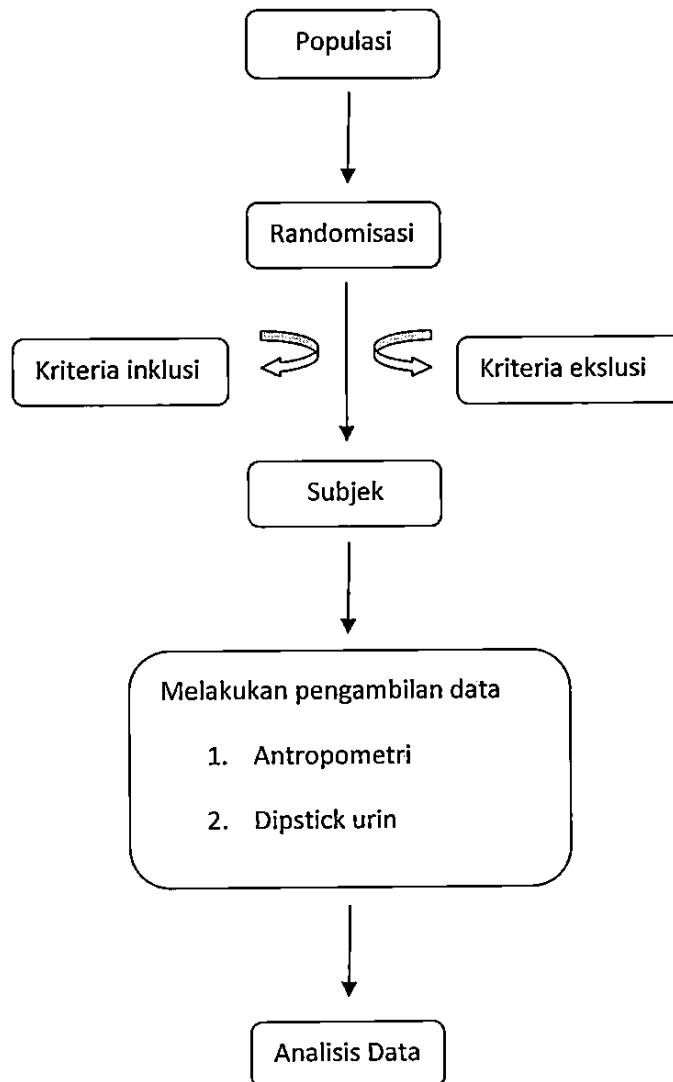 Populasi
Randomisasi
Kriteria inklusi
Kriteria ekslusi
Subjek
Melakukan pengambilan data
1. Antropometri
2. Dipstick urin
Analisis Data